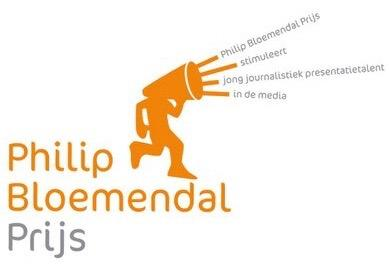 Philip Bloemendal Prijs
stimuleert
jong journalistiek presentatietalent
in de media
Philip
Bloemendal
Prijs